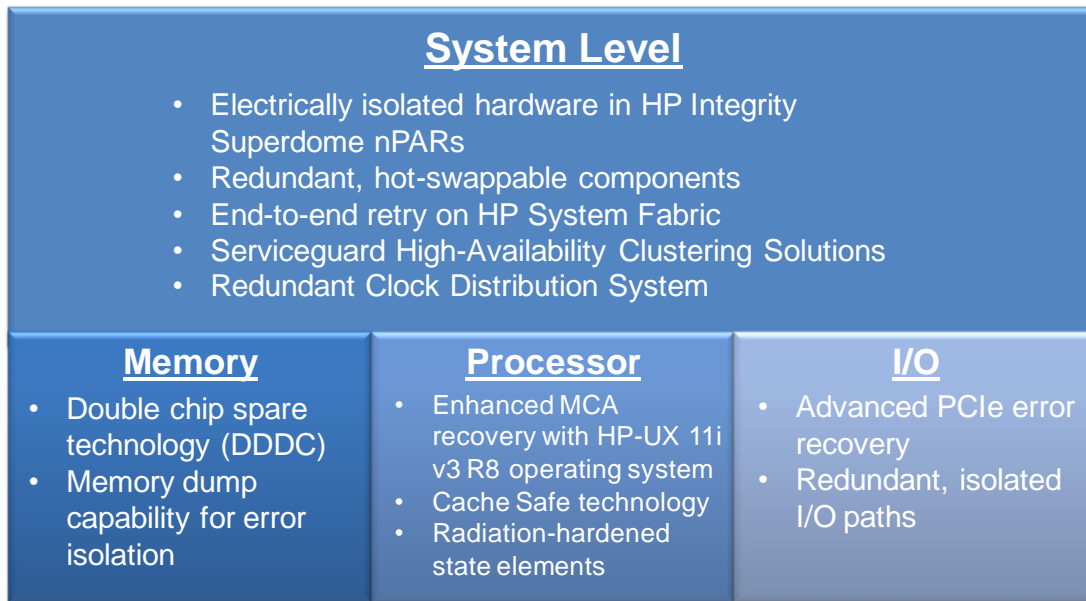 System Level
• Electrically isolated hardware in HP Integrity
Superdome nPARs
• Redundant, hot-swappable components
• End-to-end retry on HP System Fabric
• Serviceguard High-Availability Clustering Solutions
• Redundant Clock Distribution System
Memory
• Double chip spare
technology (DDDC)
• Memory dump
capability for error
isolation
Processor
• Enhanced MCA
recovery with HP-UX 11i
v3 R8 operating system
• Cache Safe technology
• Radiation-hardened
state elements
I/O
• Advanced PCIe error
recovery
• Redundant, isolated
I/O paths